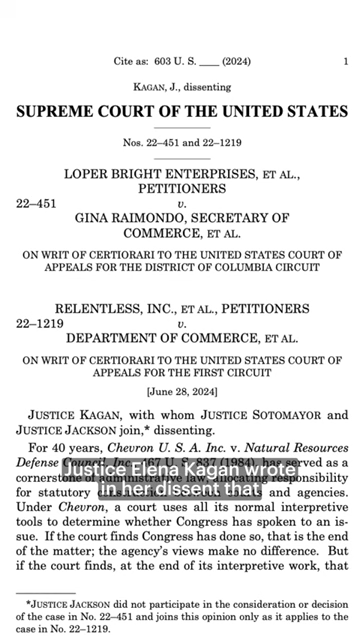 Cite as: 603 U. S. ____ (2024) 1
KAGAN, J., dissenting
SUPREME COURT OF THE UNITED STATES
Nos. 22–451 and 22–1219
LOPER BRIGHT ENTERPRISES, ET AL.,
PETITIONERS
22–451 v.
GINA RAIMONDO, SECRETARY OF
COMMERCE, ET AL.
ON WRIT OF CERTIORARI TO THE UNITED STATES COURT OF
APPEALS FOR THE DISTRICT OF COLUMBIA CIRCUIT
RELENTLESS, INC., ET AL., PETITIONERS
22–1219 v.
DEPARTMENT OF COMMERCE, ET AL.
ON WRIT OF CERTIORARI TO THE UNITED STATES COURT OF
APPEALS FOR THE FIRST CIRCUIT
[June 28, 2024]
JUSTICE KAGAN, with whom JUSTICE SOTOMAYOR and
JUSTICE JACKSON join,* dissenting.
For 40 years, Chevron U. S. A. Inc. v. Natural Resources
Defense Council, Inc., 467 U. S. 837 (1984), has served as a
Justice Elena Kagan wrote
cornerstone of administrative law, allocating responsibility
in her dissent that
for statutory and agencies.
Under Chevron, a court uses all its normal interpretive
tools to determine whether Congress has spoken to an is-
sue. If the court finds Congress has done so, that is the end
of the matter; the agency’s views make no difference. But
if the court finds, at the end of its interpretive work, that
*JUSTICE JACKSON did not participate in the consideration or decision
of the case in No. 22–451 and joins this opinion only as it applies to the
case in No. 22–1219.